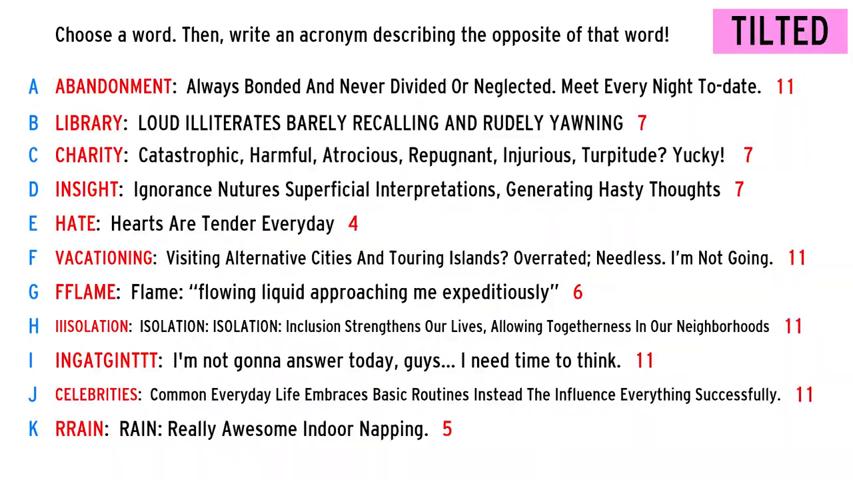 Choose a word. Then, write an acronym describing the opposite of that word!
TILTED
A ABANDONMENT: Always Bonded And Never Divided Or Neglected. Meet Every Night To-date. 11
B LIBRARY: LOUD ILLITERATES BARELY RECALLING AND RUDELY YAWNING 7
C CHARITY: Catastrophic, Harmful, Atrocious, Repugnant, Injurious, Turpitude? Yucky! 7
D INSIGHT: Ignorance Nutures Superficial Interpretations, Generating Hasty Thoughts 7
E HATE: Hearts Are Tender Everyday 4
F VACATIONING: Visiting Alternative Cities And Touring Islands? Overrated; Needless. I'm Not Going. 11
G FFLAME: Flame: “flowing liquid approaching me expeditiously” 6
H IIISOLATION: ISOLATION: ISOLATION: Inclusion Strengthens Our Lives, Allowing Togetherness In Our Neighborhoods 11
I INGATGINTTT: I'm not gonna answer today, guys... I need time to think. 11
J CELEBRITIES: Common Everyday Life Embraces Basic Routines Instead The Influence Everything Successfully. 11
K RRAIN: RAIN: Really Awesome Indoor Napping. 5